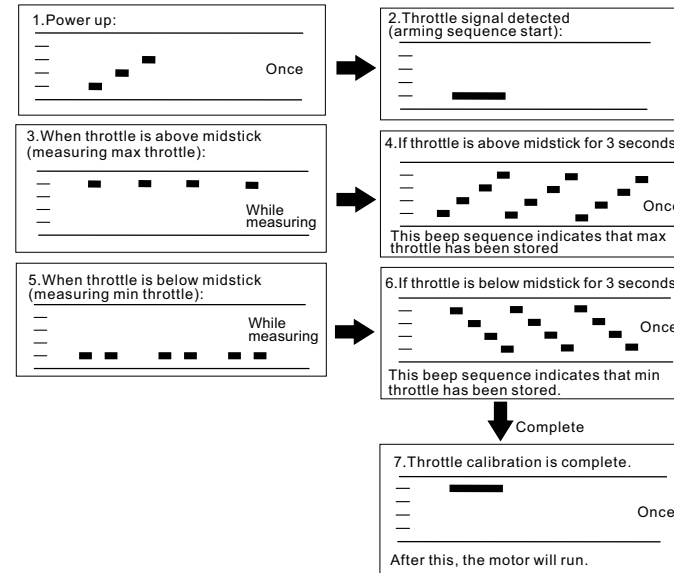 1.Power up:
Once
2.Throttle signal detected
(arming sequence start):
3.When throttle is above midstick
(measuring max throttle):
While
measuring
4.If throttle is above midstick for 3 seconds
Once
This beep sequence indicates that max
throttle has been stored
5.When throttle is below midstick
(measuring min throttle):
While
measuring
6.If throttle is below midstick for 3 seconds
Once
This beep sequence indicates that min
throttle has been stored.
Complete
7.Throttle calibration is complete.
Once
After this, the motor will run.